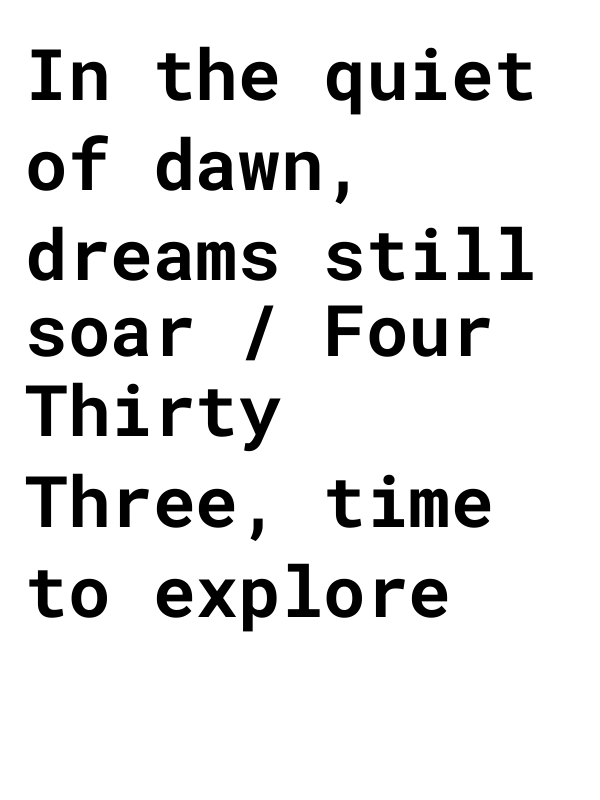 In the quiet
of dawn,
dreams still
soar / Four
Thirty
Three, time
to explore